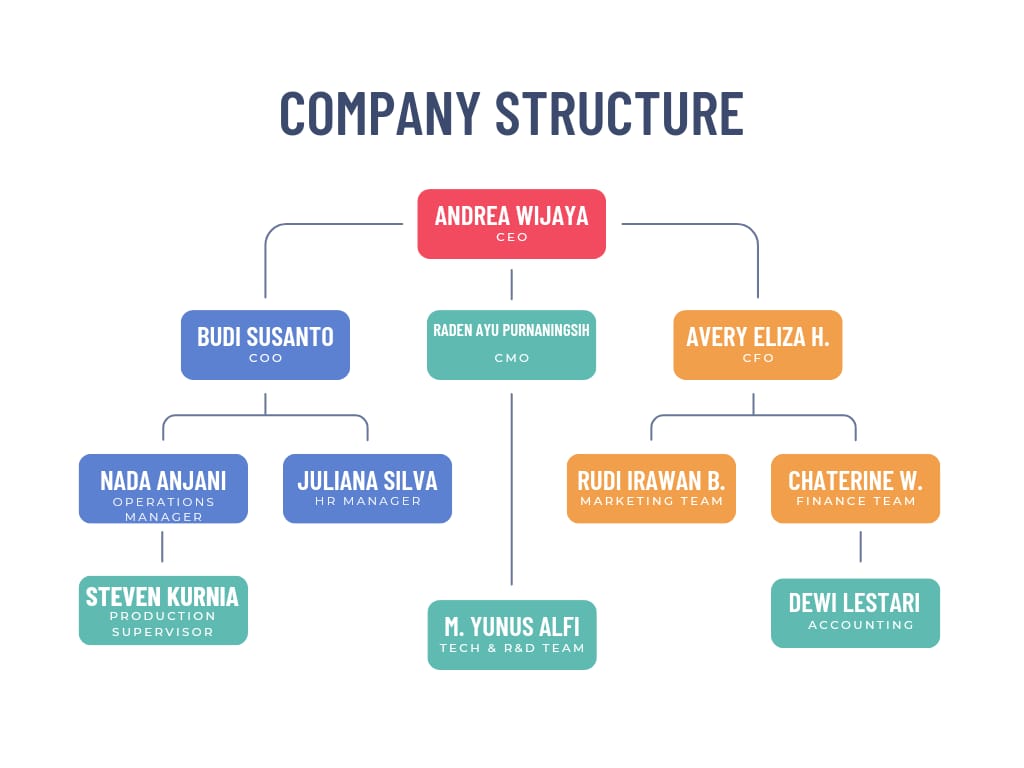 COMPANY STRUCTURE
ANDREA WIJAYA
CEO
BUDI SUSANTO
COO
RADEN AYU PURNANINGSIH
CMO
AVERY ELIZA H.
CFO
NADA ANJANI
OPERATIONS
MANAGER
JULIANA SILVA
HR MANAGER
RUDI IRAWAN B.
MARKETING TEAM
CHATERINE W.
FINANCE TEAM
STEVEN KURNIA
PRODUCTION
SUPERVISOR
M. YUNUS ALFI
TECH & R&D TEAM
DEWI LESTARI
ACCOUNTING